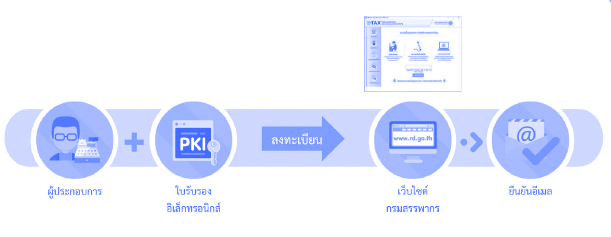 TAX
PKI
ลงทะเบียน
www.rd.go.th
@
ผู้ประกอบการ
ใบรับรอง
อิเล็กทรอนิกส์
เว็บไซต์
กรมสรรพากร
ยืนยันอีเมล